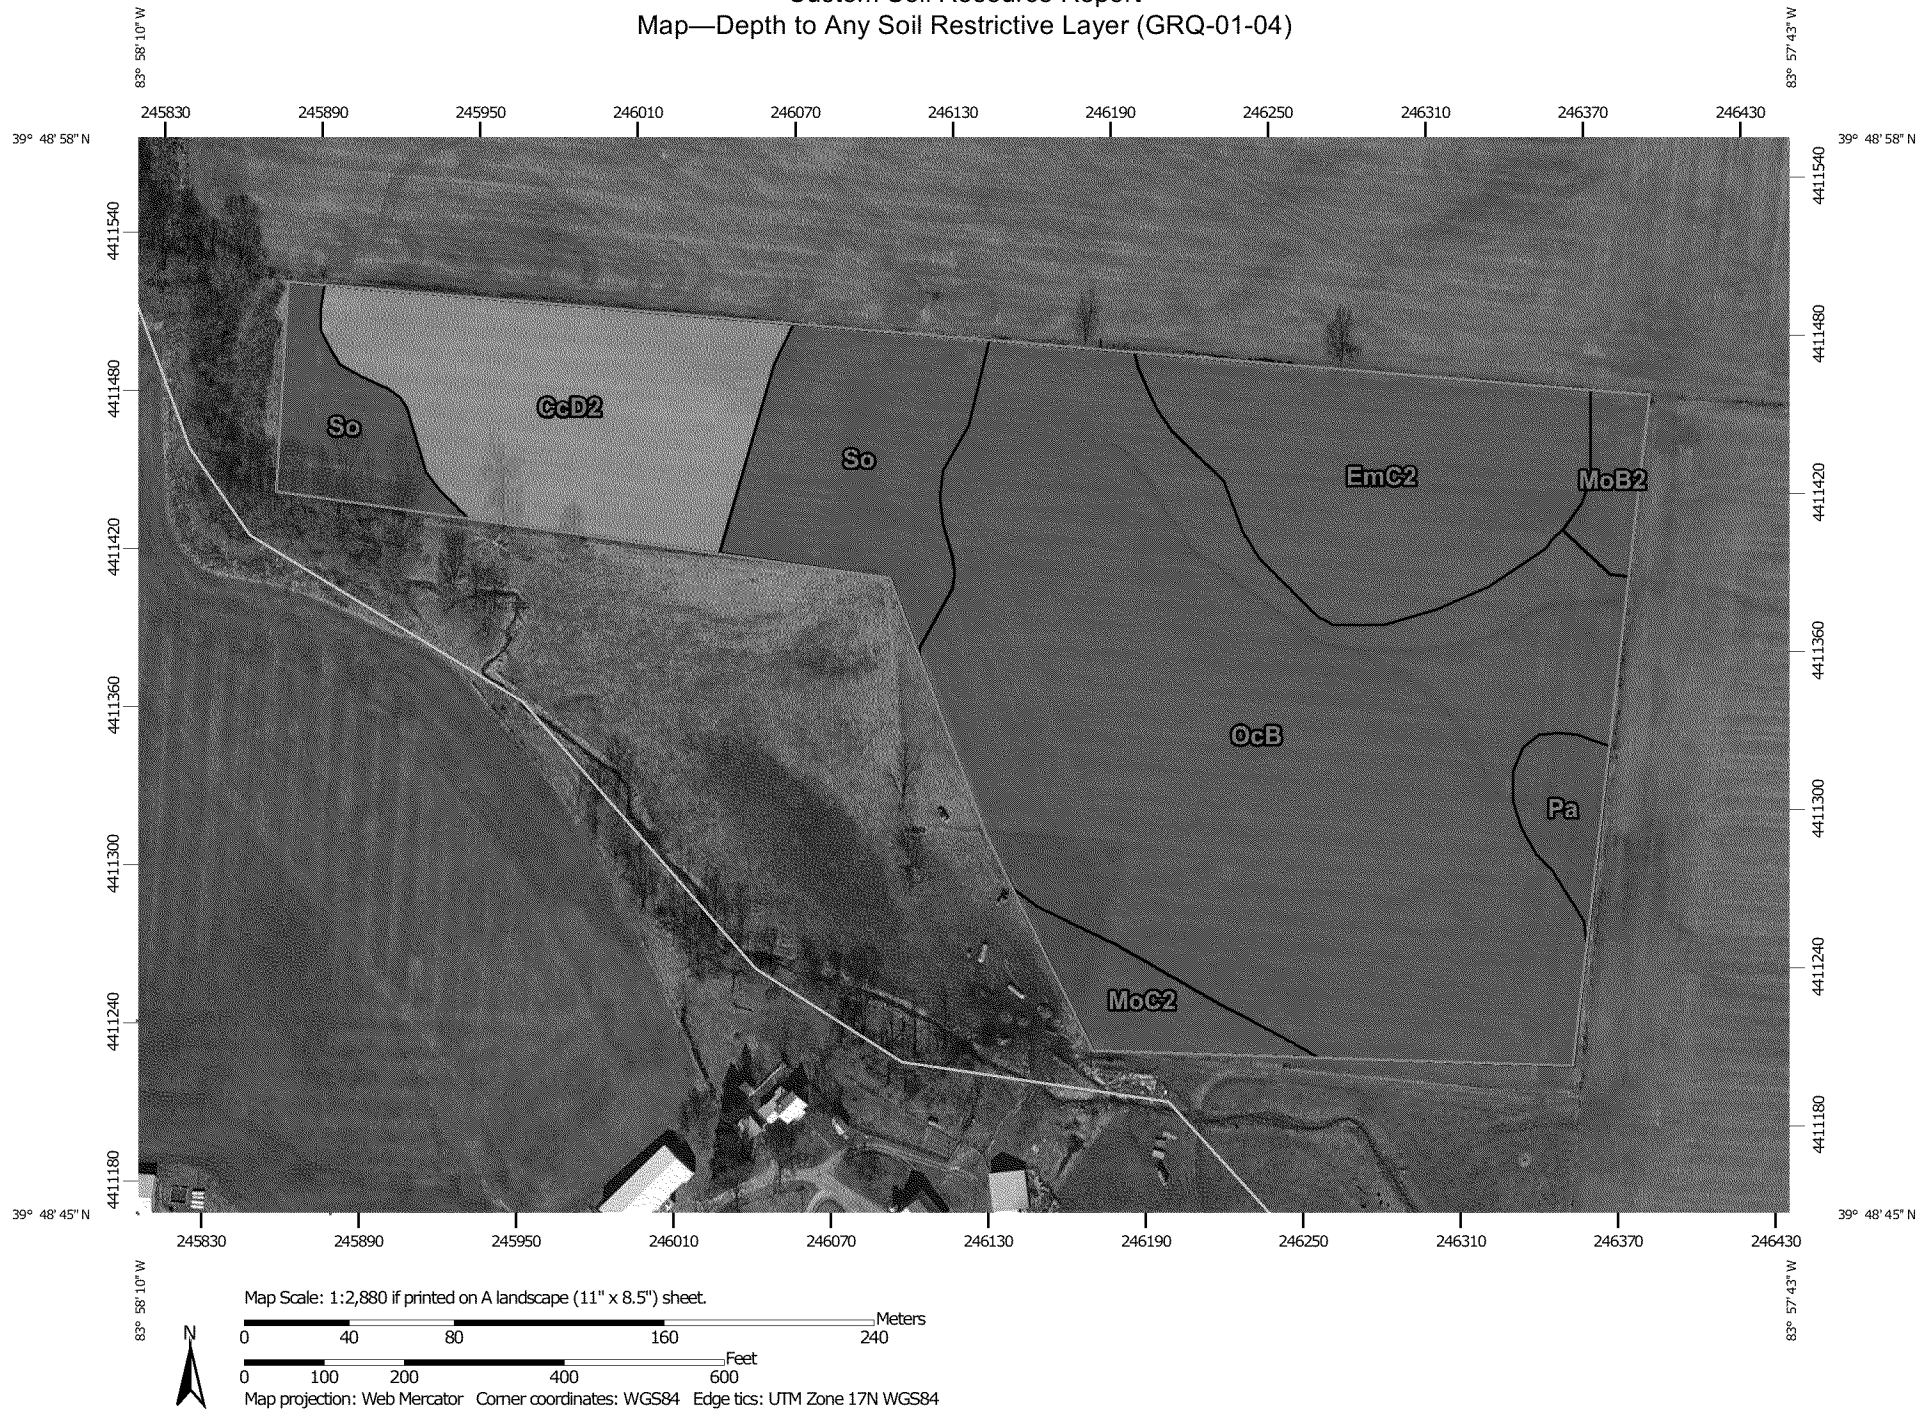 Custom Soil Resource Report
Map—Depth to Any Soil Restrictive Layer (GRQ-01-04)
83° 58' 10'' W
83° 57' 43'' W
245830 245890 245950 246010 246070 246130 246190 246250 246310 246370 246430
39° 48' 58'' N
39° 48' 58'' N
4411540
4411540
4411480
4411480
CcD2
So
So
EmC2
MoB2
4411420
4411420
4411360
4411360
OcB
Pa
4411300
4411300
4411240
4411240
MoC2
4411180
4411180
39° 48' 45'' N
39° 48' 45'' N
245830 245890 245950 246010 246070 246130 246190 246250 246310 246370 246430
83° 58' 10'' W
83° 57' 43'' W
Map Scale: 1:2,880 if printed on A landscape (11" x 8.5") sheet.
Meters
0 40 80 160 240
N
Feet
0 100 200 400 600
Map projection: Web Mercator Corner coordinates: WGS84 Edge tics: UTM Zone 17N WGS84